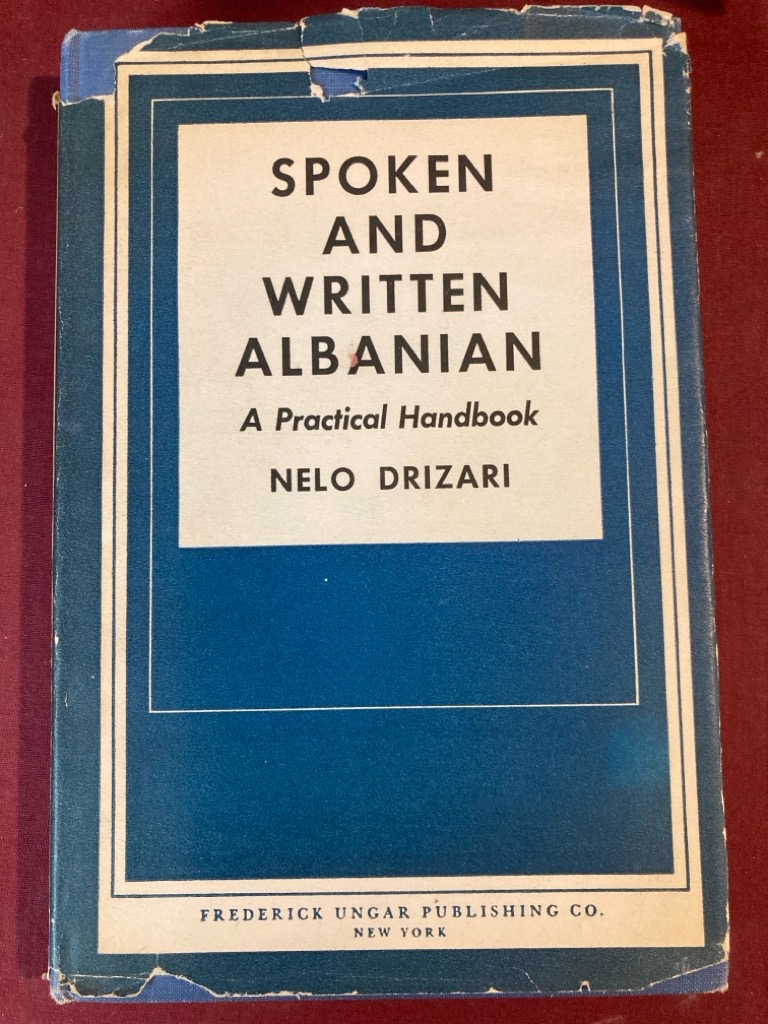 SPOKEN
AND
WRITTEN
ALBANIAN
A Practical Handbook
NELO DRIZARI
FREDERICK UNGAR PUBLISHING CO.
NEW YORK